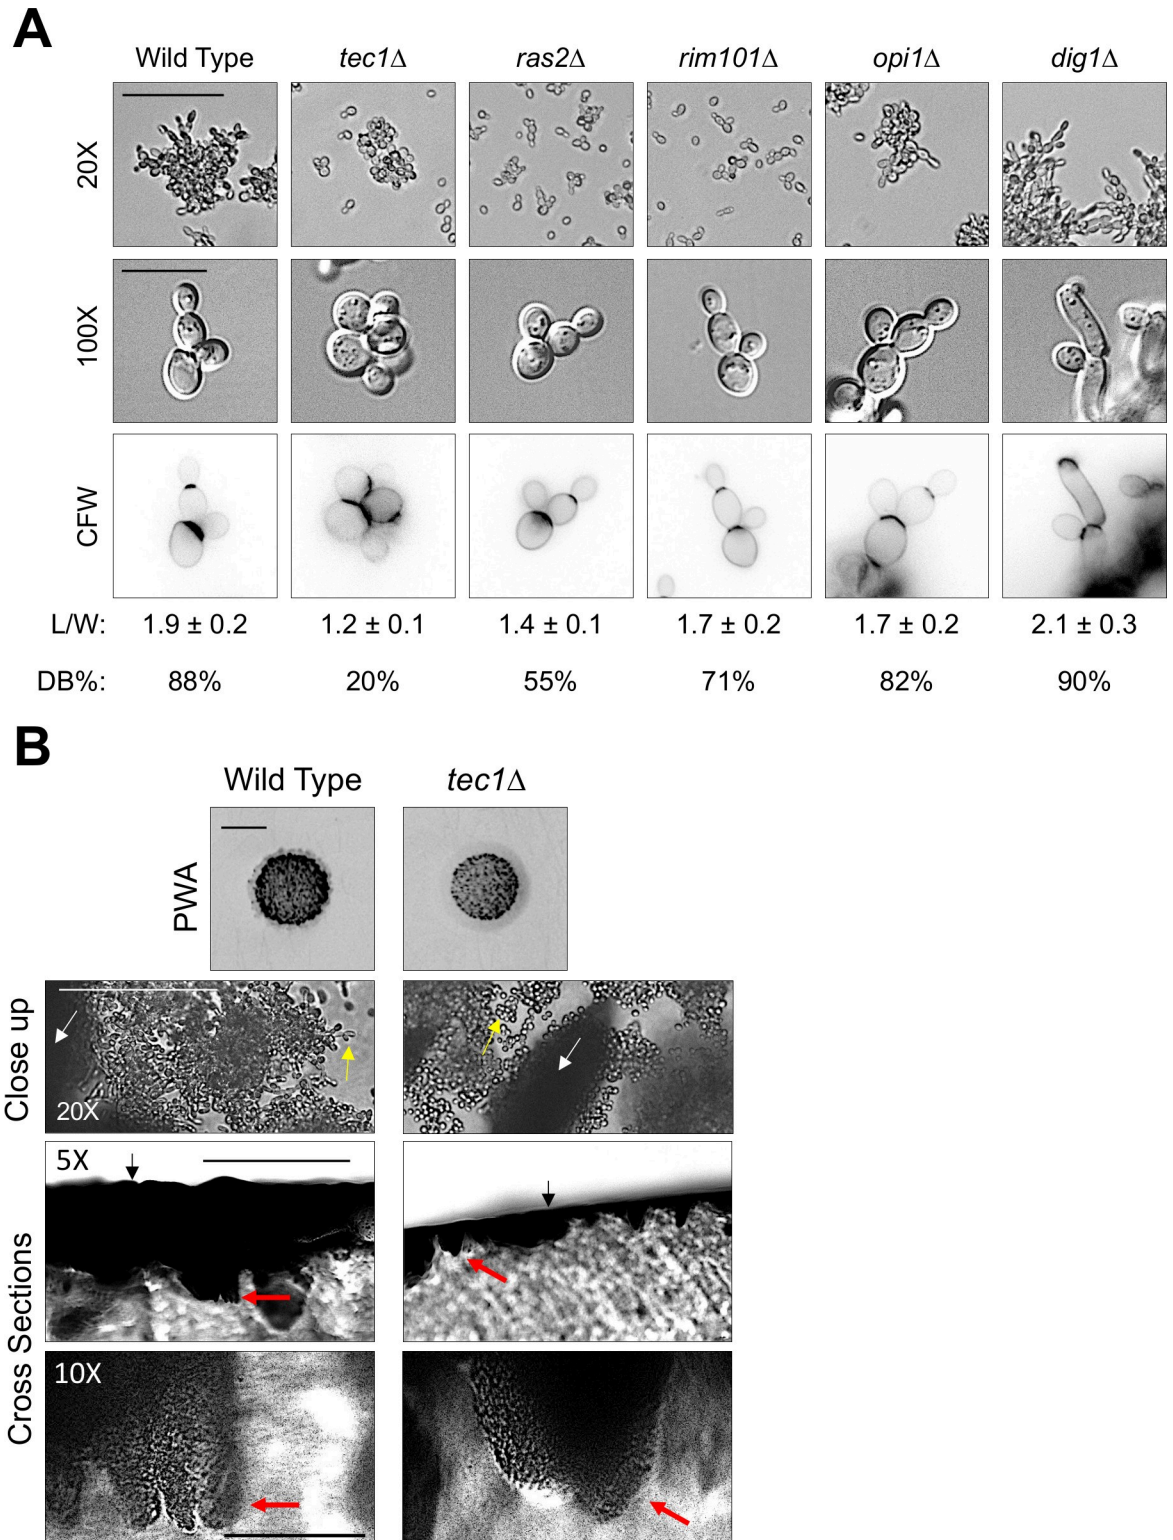 A
Wild Type tec1Δ ras2Δ rim101Δ opi1Δ dig1Δ
20X
100X
CFW
L/W: 1.9 ± 0.2 1.2 ± 0.1 1.4 ± 0.1 1.7 ± 0.2 1.7 ± 0.2 2.1 ± 0.3
DB%: 88% 20% 55% 71% 82% 90%
B
Wild Type tec1Δ
PWA
Close up
20X
Cross Sections
5X
10X